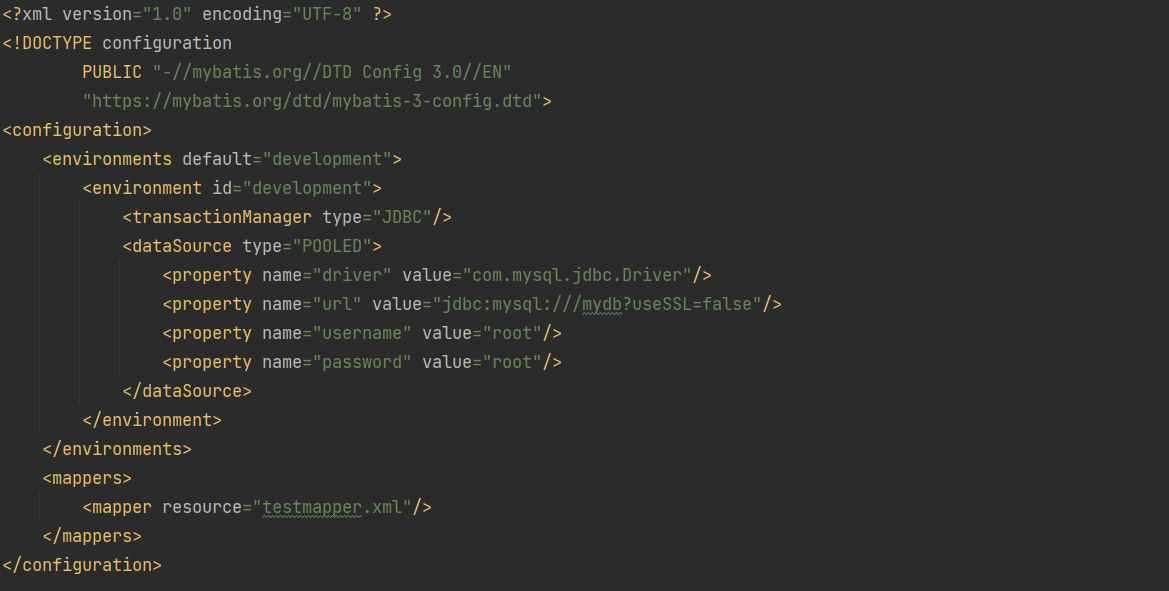 <?xml version="1.0" encoding="UTF-8" ?>
<!DOCTYPE configuration
        PUBLIC "-//mybatis.org//DTD Config 3.0//EN"
        "https://mybatis.org/dtd/mybatis-3-config.dtd">
<configuration>
    <environments default="development">
        <environment id="development">
            <transactionManager type="JDBC"/>
            <dataSource type="POOLED">
                <property name="driver" value="com.mysql.jdbc.Driver"/>
                <property name="url" value="jdbc:mysql:///mydb?useSSL=false"/>
                <property name="username" value="root"/>
                <property name="password" value="root"/>
            </dataSource>
        </environment>
    </environments>
    <mappers>
        <mapper resource="testmapper.xml"/>
    </mappers>
</configuration>